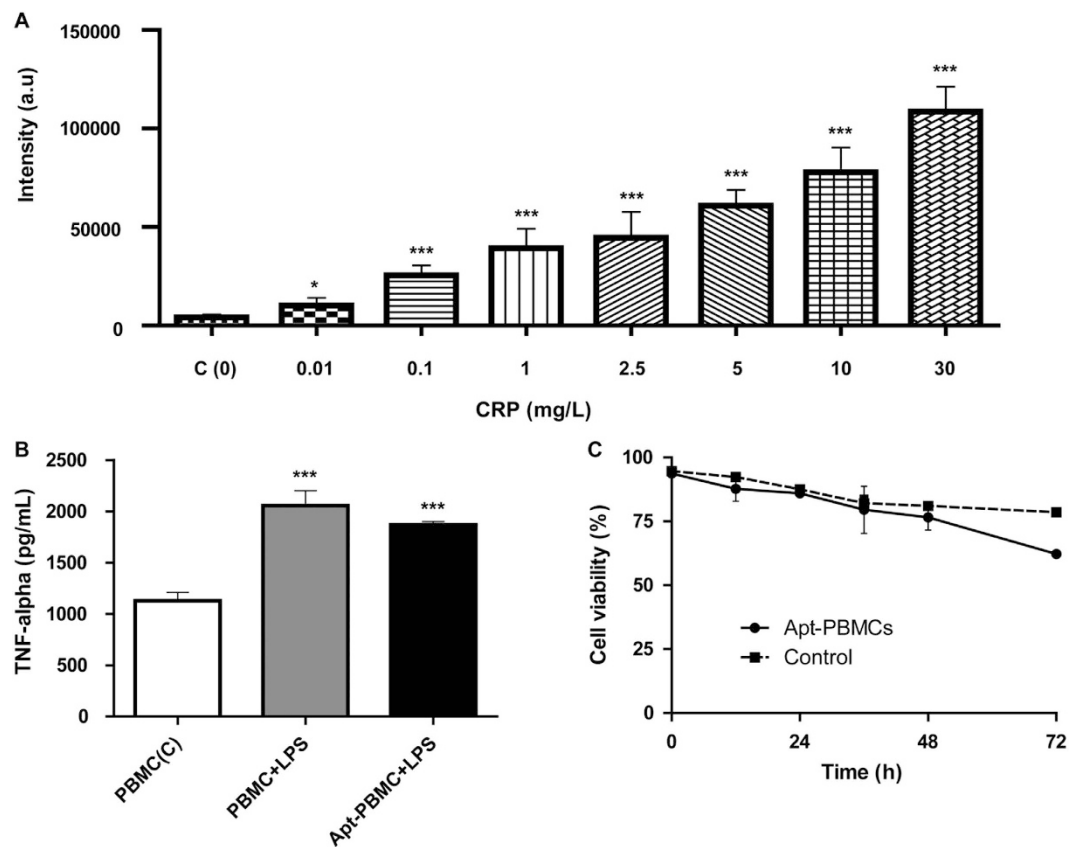 A
150000
100000
50000
0
Intensity (a.u)
*
***
***
***
***
***
***
C (0) 0.01 0.1 1 2.5 5 10 30
CRP (mg/L)
B
2500
2000
1500
1000
500
0
TNF-alpha (pg/mL)
***
***
PBMC(C)
PBMC+LPS
Apt-PBMC+LPS
C
100
75
50
25
0
Cell viability (%)
Apt-PBMCs
Control
0 24 48 72
Time (h)